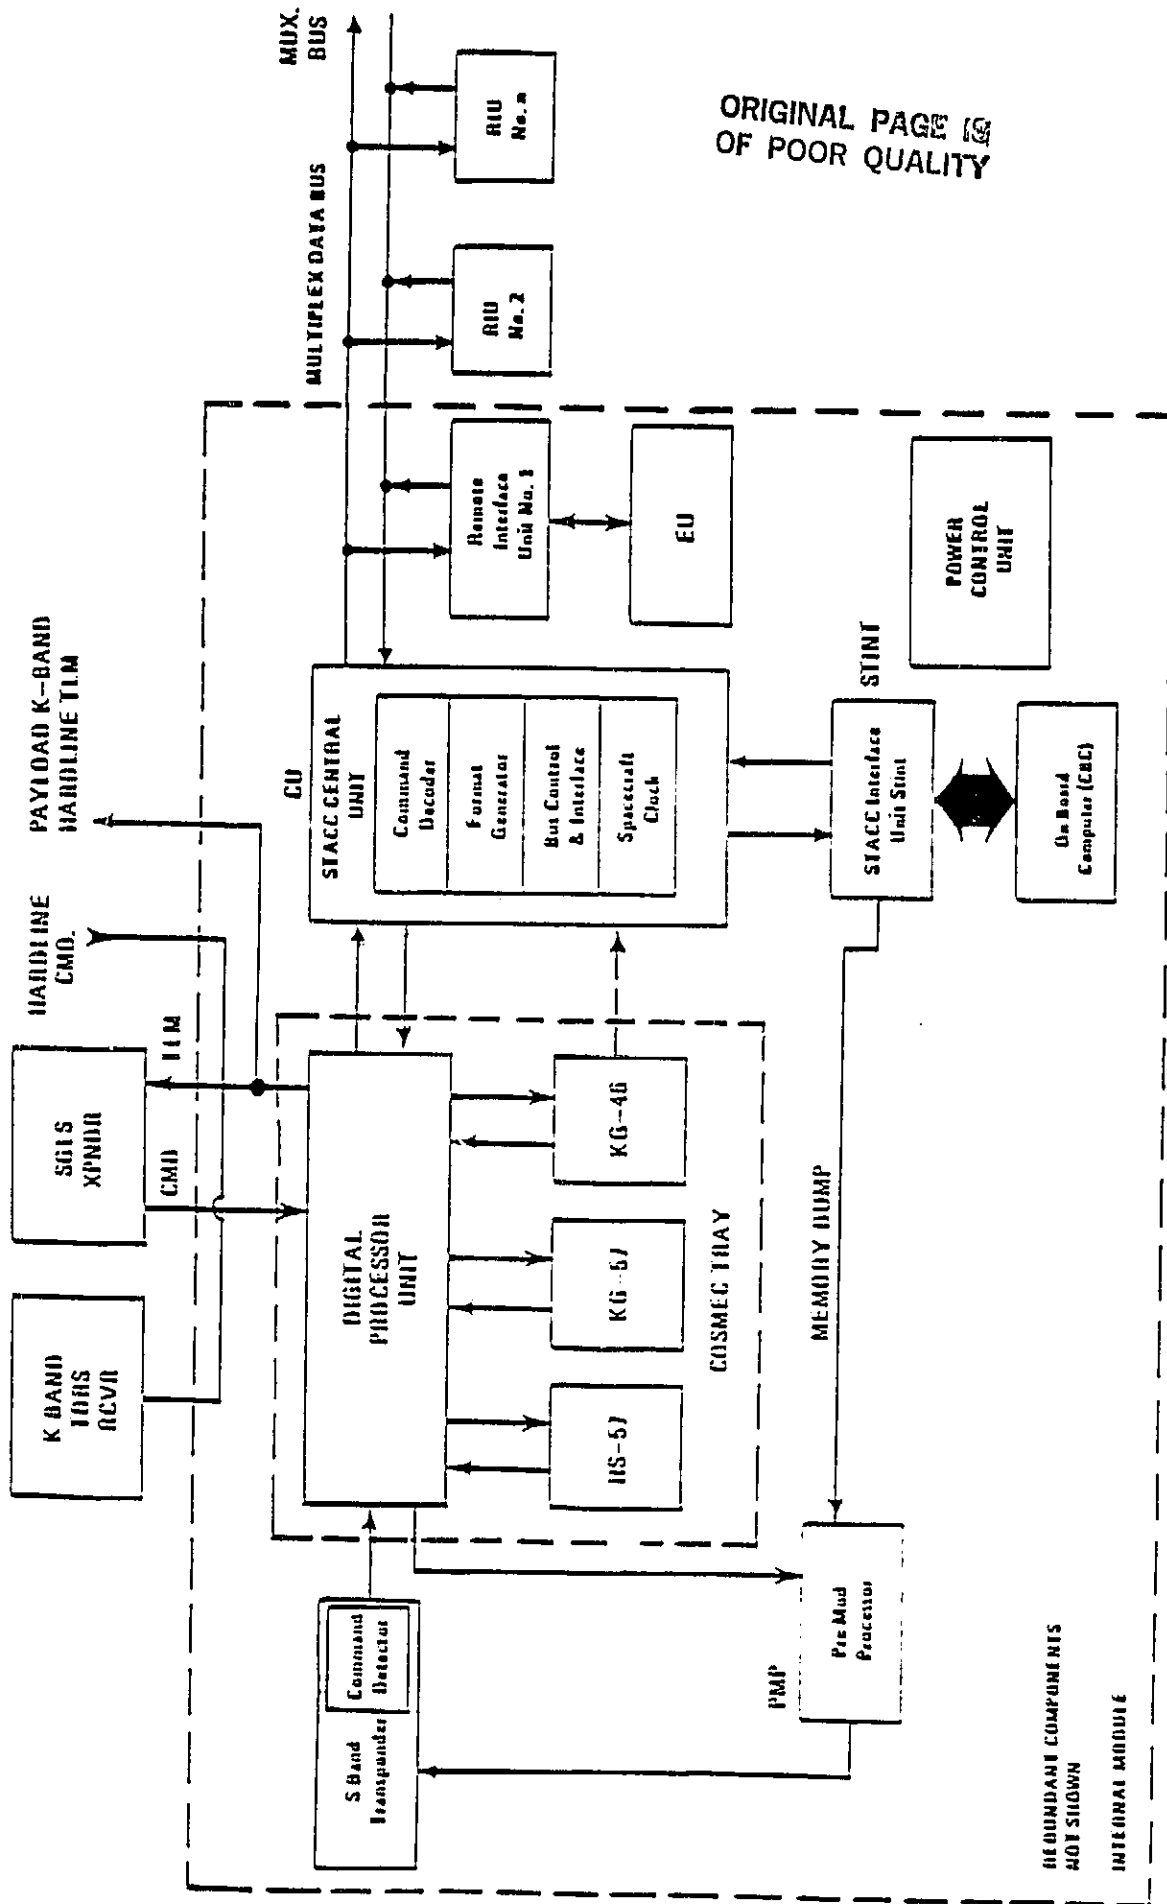 K BAND
TDRS
RCVR
SGLS
XPNDR
HARDLINE
CMD.
PAYLOAD K-BAND
HARDLINE TLM
CMD
TLM
S Band
Transponder
Command
Detector
DIGITAL
PROCESSOR
UNIT
KG-57
KG-46
COSMEC TRAY
CU
STACC CENTRAL
UNIT
Command
Decoder
Format
Generator
Bus Control
& Interface
Spacecraft
Clock
MULTIPLEX DATA BUS
MUX.
BUS
Remote
Interface
Unit No. 1
RIU
No. 2
RIU
No. n
EU
PMP
Pre Mod
Processor
MEMORY DUMP
STINT
STACC Interface
Unit Stint
On Board
Computer (OBC)
POWER
CONTROL
UNIT
REDUNDANT COMPONENTS
NOT SHOWN
INTERNAL MODULE
ORIGINAL PAGE IS
OF POOR QUALITY